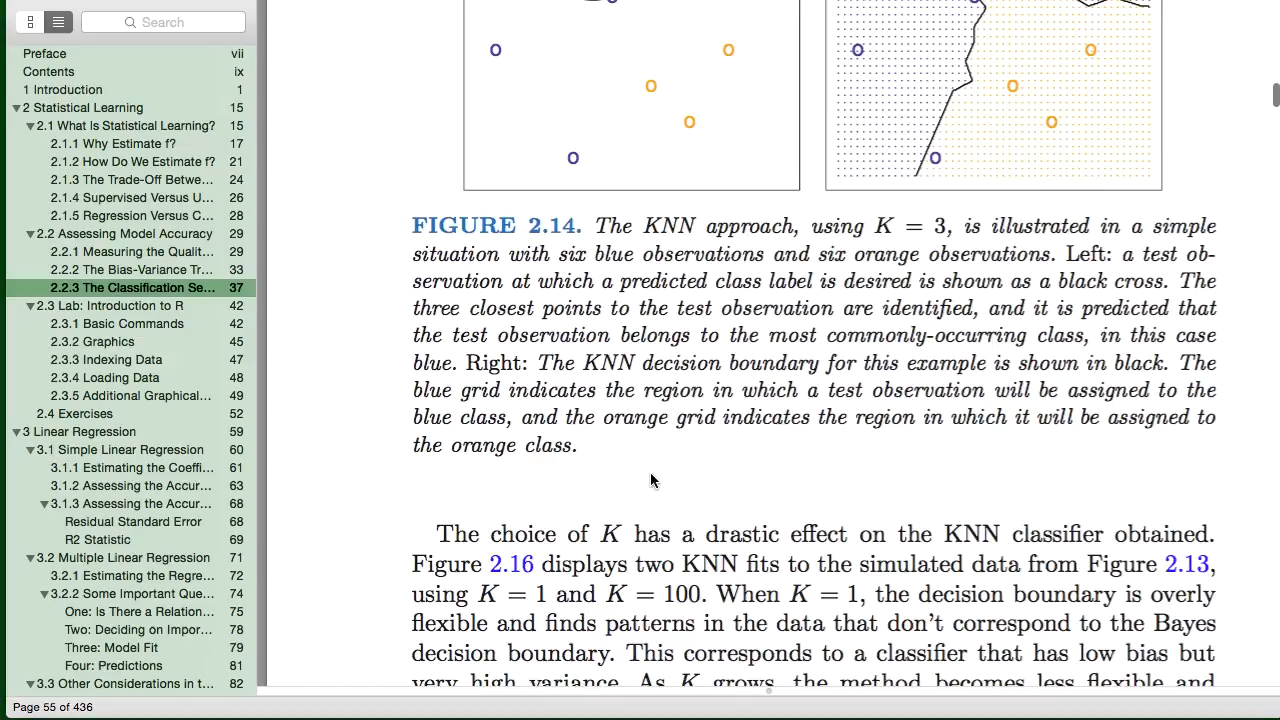 Search
Preface vii
Contents ix
1 Introduction 1
2 Statistical Learning 15
2.1 What Is Statistical Learning? 15
2.1.1 Why Estimate f? 17
2.1.2 How Do We Estimate f? 21
2.1.3 The Trade-Off Betwe... 24
2.1.4 Supervised Versus U... 26
2.1.5 Regression Versus C... 28
2.2 Assessing Model Accuracy 29
2.2.1 Measuring the Qualit... 29
2.2.2 The Bias-Variance Tr... 33
2.2.3 The Classification Se... 37
2.3 Lab: Introduction to R 42
2.3.1 Basic Commands 42
2.3.2 Graphics 45
2.3.3 Indexing Data 47
2.3.4 Loading Data 48
2.3.5 Additional Graphical... 49
2.4 Exercises 52
3 Linear Regression 59
3.1 Simple Linear Regression 60
3.1.1 Estimating the Coeffi... 61
3.1.2 Assessing the Accur... 63
3.1.3 Assessing the Accur... 68
Residual Standard Error 68
R2 Statistic 69
3.2 Multiple Linear Regression 71
3.2.1 Estimating the Regre... 72
3.2.2 Some Important Que... 74
One: Is There a Relation... 75
Two: Deciding on Impor... 78
Three: Model Fit 79
Four: Predictions 81
3.3 Other Considerations in t... 82
Page 55 of 436
FIGURE 2.14. The KNN approach, using K = 3, is illustrated in a simple
situation with six blue observations and six orange observations. Left: a test ob-
servation at which a predicted class label is desired is shown as a black cross. The
three closest points to the test observation are identified, and it is predicted that
the test observation belongs to the most commonly-occurring class, in this case
blue. Right: The KNN decision boundary for this example is shown in black. The
blue grid indicates the region in which a test observation will be assigned to the
blue class, and the orange grid indicates the region in which it will be assigned to
the orange class.
The choice of K has a drastic effect on the KNN classifier obtained.
Figure 2.16 displays two KNN fits to the simulated data from Figure 2.13,
using K = 1 and K = 100. When K = 1, the decision boundary is overly
flexible and finds patterns in the data that don't correspond to the Bayes
decision boundary. This corresponds to a classifier that has low bias but
very high variance. As K grows, the method becomes less flexible and